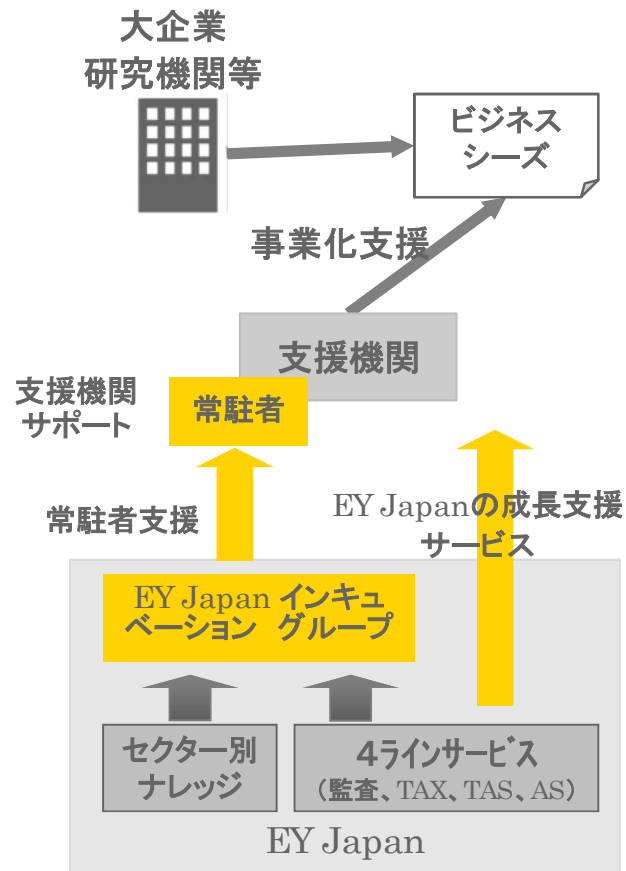 大企業
研究機関等
ビジネス
シーズ
事業化支援
支援機関
支援機関
サポート
常駐者
常駐者支援
EY Japanの成長支援
サービス
EY Japan インキュ
ベーション グループ
セクター別
ナレッジ
４ラインサービス
（監査、TAX、TAS、AS）
EY Japan